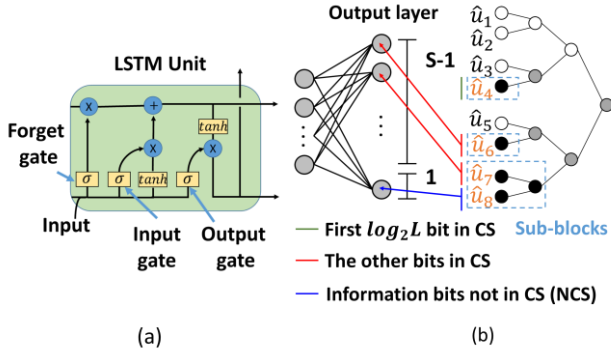 LSTM Unit
x
+
tanh
Forget
gate
x
x
σ
σ
tanh
σ
Input
Input
gate
Output
gate
(a)
Output layer
S-1
1
û₁
û₂
û₃
û₄
û₅
û₆
û₇
û₈
Sub-blocks
First log₂L bit in CS
The other bits in CS
Information bits not in CS (NCS)
(b)